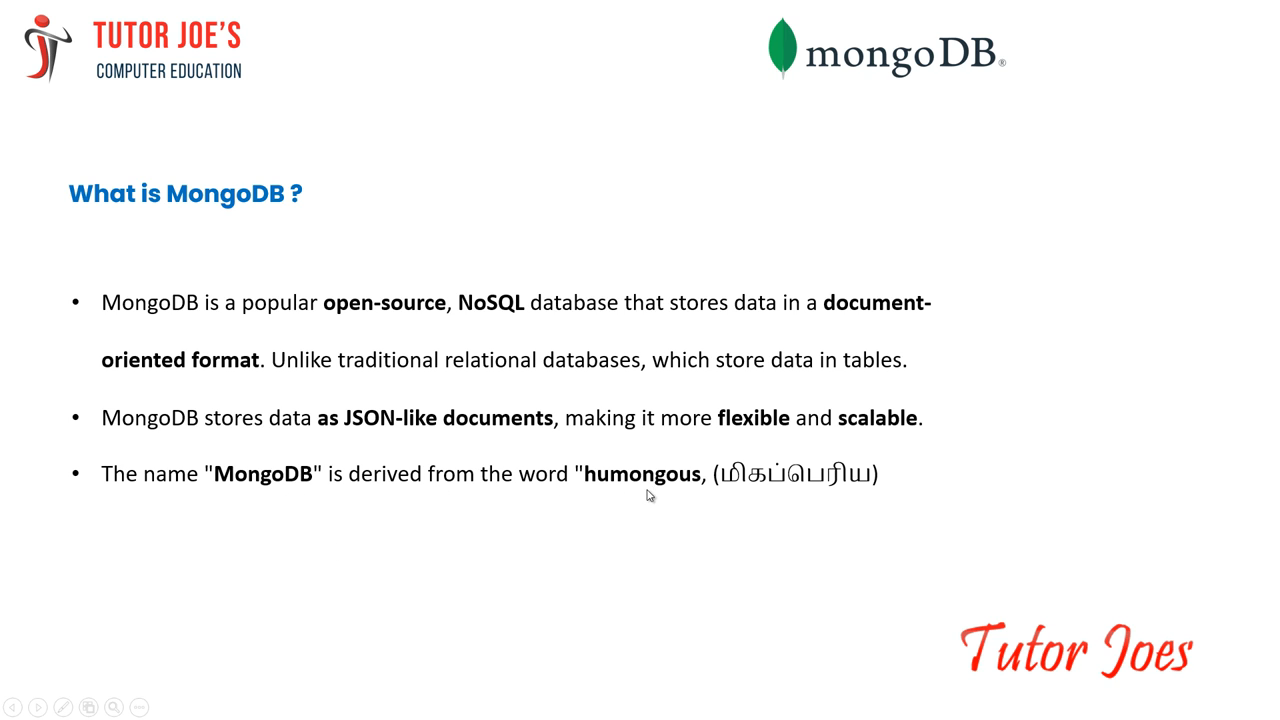 TUTOR JOE'S
COMPUTER EDUCATION
mongoDB®
What is MongoDB ?
• MongoDB is a popular open-source, NoSQL database that stores data in a document-
oriented format. Unlike traditional relational databases, which store data in tables.
• MongoDB stores data as JSON-like documents, making it more flexible and scalable.
• The name "MongoDB" is derived from the word "humongous, (மிகப்பெரிய)
Tutor Joes